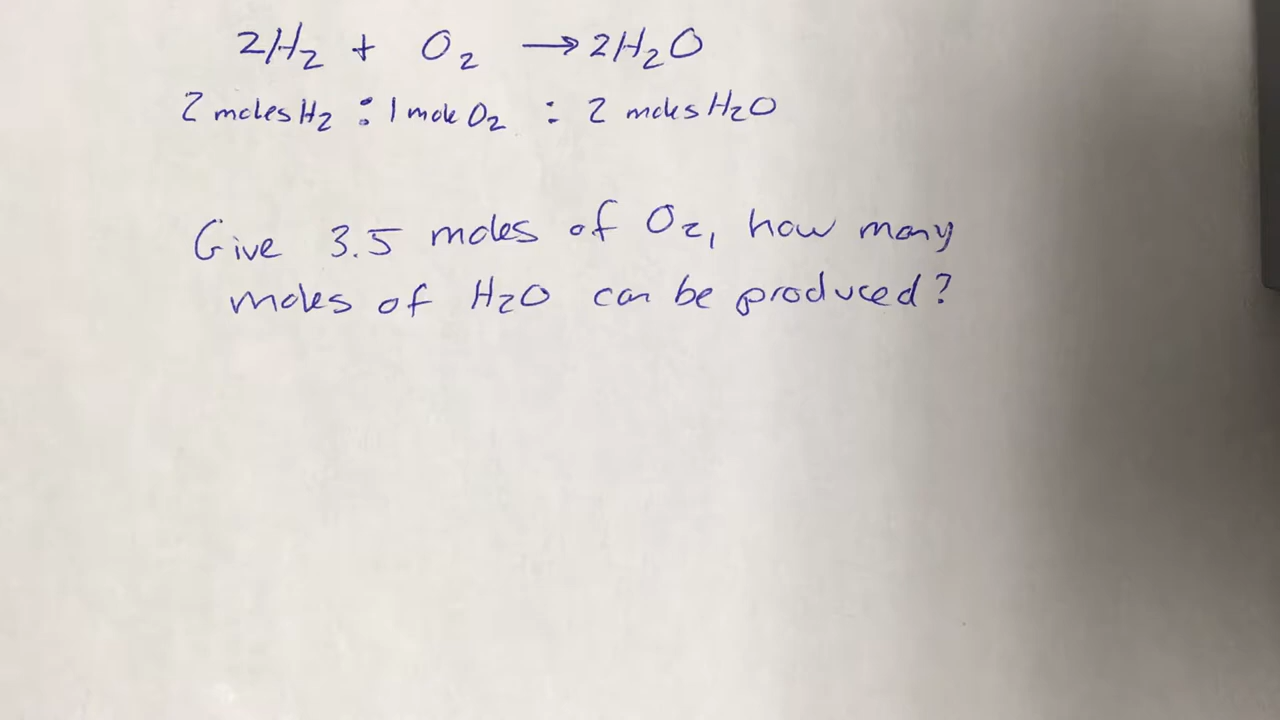 2H₂ + O₂ → 2H₂O
2 moles H₂ : 1 mole O₂ : 2 moles H₂O
Give 3.5 moles of O₂, how many
moles of H₂O can be produced?